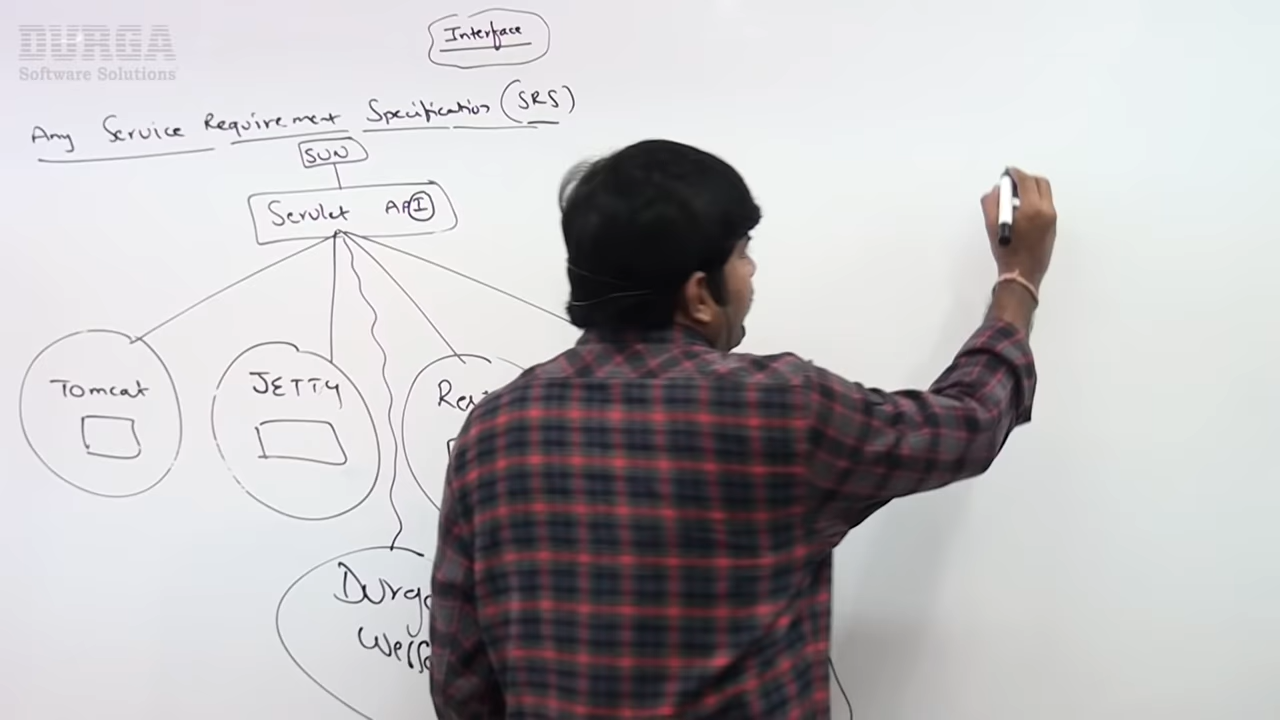 DURGA
Software Solutions
Interface
Any Service Requirement Specification (SRS)
SUN
Servlet API
Tomcat
JETTY